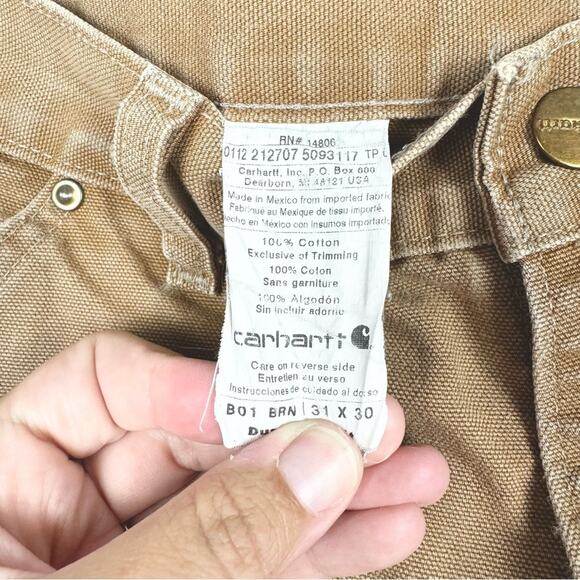 RN# 14806
0112 212707 5093117 TP
Carhartt, Inc. P.O. Box 600
Dearborn, MI 48121 USA
Made in Mexico from imported fabric
Fabriqué au Mexique de tissu importé.
Hecho en México con insumos importado
100% Cotton
Exclusive of Trimming
100% Coton
Sans garniture
100% Algodón
Sin incluir adorno
carhartt
Care on reverse side
Entretien au verso
Instrucciones de cuidado al dorso
B01 BRN | 31 X 30